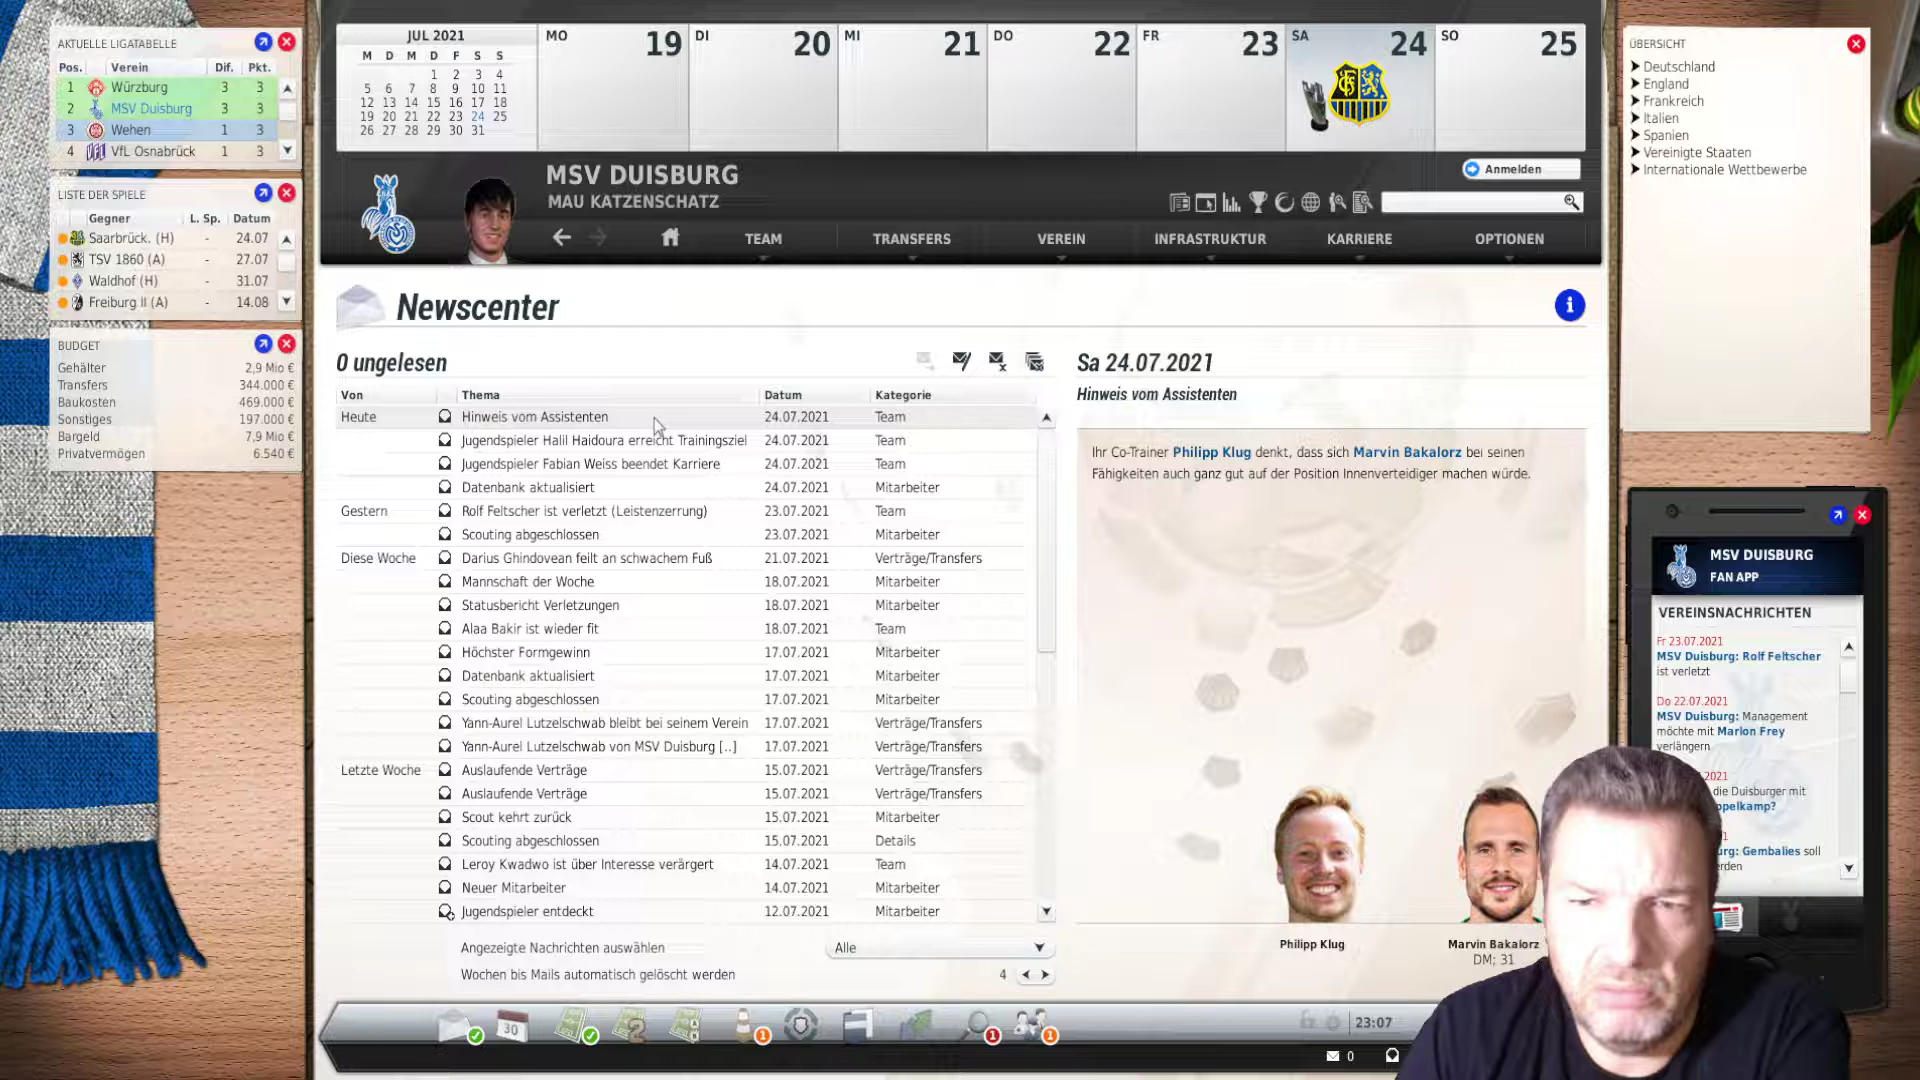 AKTUELLE LIGATABELLE
Pos. Verein Dif. Pkt.
1 Würzburg 3 3
2 MSV Duisburg 3 3
3 Wehen 1 3
4 VfL Osnabrück 1 3
LISTE DER SPIELE
Gegner L. Sp. Datum
Saarbrück. (H) - 24.07
TSV 1860 (A) - 27.07
Waldhof (H) - 31.07
Freiburg II (A) - 14.08
BUDGET
Gehälter 2,9 Mio €
Transfers 344.000 €
Baukosten 469.000 €
Sonstiges 197.000 €
Bargeld 7,9 Mio €
Privatvermögen 6.540 €
JUL 2021
M D M D F S S
1 2 3 4
5 6 7 8 9 10 11
12 13 14 15 16 17 18
19 20 21 22 23 24 25
26 27 28 29 30 31
MO 19
DI 20
MI 21
DO 22
FR 23
SA 24
SO 25
MSV DUISBURG
MAU KATZENSCHATZ
Anmelden
TEAM TRANSFERS VEREIN INFRASTRUKTUR KARRIERE OPTIONEN
Newscenter
0 ungelesen
Von Thema Datum Kategorie
Heute Hinweis vom Assistenten 24.07.2021 Team
Jugendspieler Halil Haidoura erreicht Trainingsziel 24.07.2021 Team
Jugendspieler Fabian Weiss beendet Karriere 24.07.2021 Team
Datenbank aktualisiert 24.07.2021 Mitarbeiter
Gestern Rolf Feltscher ist verletzt (Leistenzerrung) 23.07.2021 Team
Scouting abgeschlossen 23.07.2021 Mitarbeiter
Diese Woche Darius Ghindovean feilt an schwachem Fuß 21.07.2021 Verträge/Transfers
Mannschaft der Woche 18.07.2021 Mitarbeiter
Statusbericht Verletzungen 18.07.2021 Mitarbeiter
Alaa Bakir ist wieder fit 18.07.2021 Team
Höchster Formgewinn 17.07.2021 Mitarbeiter
Datenbank aktualisiert 17.07.2021 Mitarbeiter
Scouting abgeschlossen 17.07.2021 Mitarbeiter
Yann-Aurel Lutzelschwab bleibt bei seinem Verein 17.07.2021 Verträge/Transfers
Yann-Aurel Lutzelschwab von MSV Duisburg [..] 17.07.2021 Verträge/Transfers
Letzte Woche Auslaufende Verträge 15.07.2021 Verträge/Transfers
Auslaufende Verträge 15.07.2021 Verträge/Transfers
Scout kehrt zurück 15.07.2021 Mitarbeiter
Scouting abgeschlossen 15.07.2021 Details
Leroy Kwadwo ist über Interesse verärgert 14.07.2021 Team
Neuer Mitarbeiter 14.07.2021 Mitarbeiter
Jugendspieler entdeckt 12.07.2021 Mitarbeiter
Angezeigte Nachrichten auswählen Alle
Wochen bis Mails automatisch gelöscht werden 4
Sa 24.07.2021
Hinweis vom Assistenten
Ihr Co-Trainer Philipp Klug denkt, dass sich Marvin Bakalorz bei seinen
Fähigkeiten auch ganz gut auf der Position Innenverteidiger machen würde.
Philipp Klug
Marvin Bakalorz
DM; 31
30
2
1
1
1
23:07
0
ÜBERSICHT
Deutschland
England
Frankreich
Italien
Spanien
Vereinigte Staaten
Internationale Wettbewerbe
MSV DUISBURG
FAN APP
VEREINSNACHRICHTEN
Fr 23.07.2021
MSV Duisburg: Rolf Feltscher
ist verletzt
Do 22.07.2021
MSV Duisburg: Management
möchte mit Marlon Frey
verlängern
2021
die Duisburger mit
ppelkamp?
urg: Gembalies soll
erden